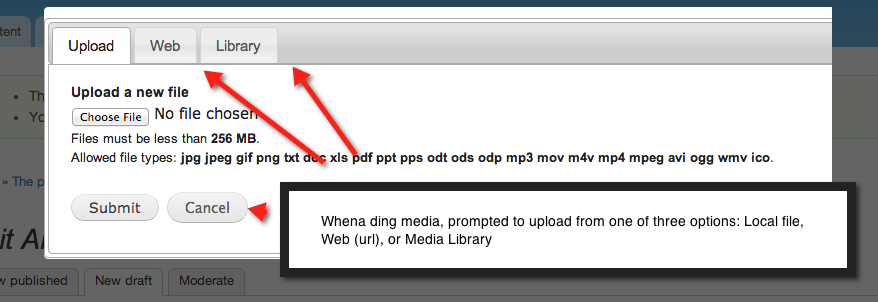 tent
Upload Web Library
Th
Yo
Upload a new file
Choose File No file chosen
Files must be less than 256 MB.
Allowed file types: jpg jpeg gif png txt doc xls pdf ppt pps odt ods odp mp3 mov m4v mp4 mpeg avi ogg wmv ico.
» The p
Submit Cancel
Whena ding media, prompted to upload from one of three options: Local file,
Web (url), or Media Library
it A
w published New draft Moderate